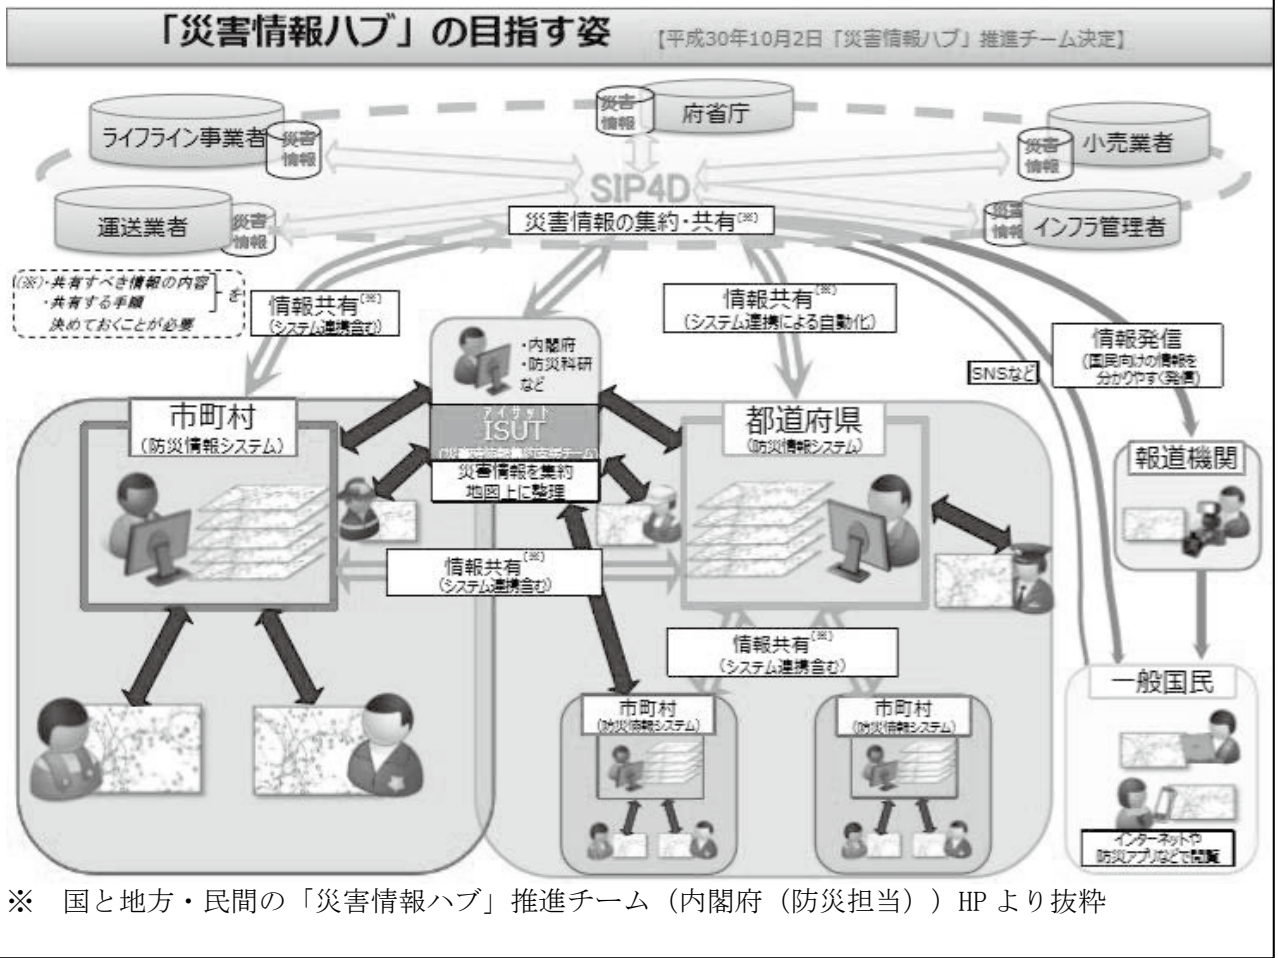 「災害情報ハブ」の目指す姿
【平成30年10月2日「災害情報ハブ」推進チーム決定】
ライフライン事業者
災害
情報
災害
情報
府省庁
災害
情報
小売業者
運送業者
災害
情報
SIP4D
災害情報の集約・共有(※)
災害
情報
インフラ管理者
(※)・共有すべき情報の内容
・共有する手順
を
決めておくことが必要
情報共有(※)
(システム連携含む)
情報共有(※)
(システム連携による自動化)
情報発信
(国民向けの情報を
分かりやすく発信)
SNSなど
・内閣府
・防災科研
など
市町村
(防災情報システム)
アイサット
ISUT
災害情報を集約
地図上に整理
都道府県
(防災情報システム)
報道機関
情報共有(※)
(システム連携含む)
情報共有(※)
(システム連携含む)
市町村
(防災情報システム)
市町村
(防災情報システム)
一般国民
インターネットや
防災アプリなどで閲覧
※ 国と地方・民間の「災害情報ハブ」推進チーム(内閣府(防災担当))HPより抜粋